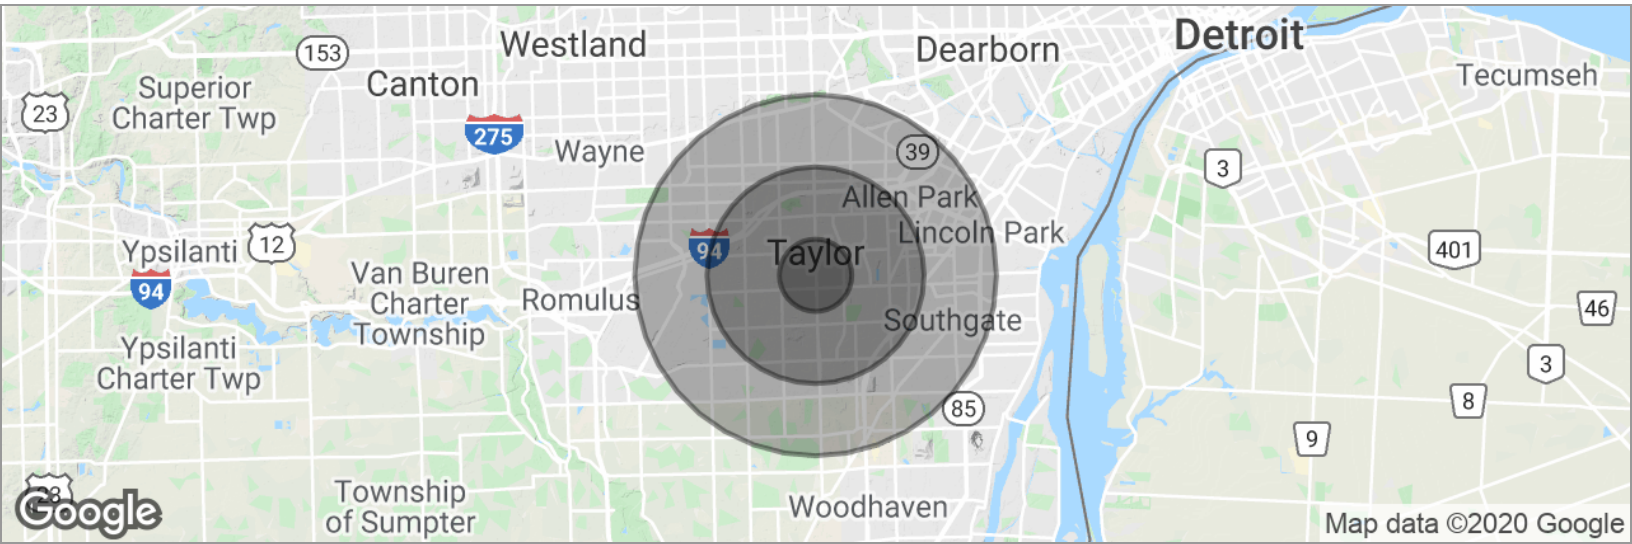 Detroit
Westland
Dearborn
153
Tecumseh
Canton
Superior
Charter Twp
23
275
Wayne
39
3
Allen Park
Lincoln Park
Ypsilanti
12
94
Taylor
401
94
Van Buren
Charter
Township
Romulus
Southgate
46
Ypsilanti
Charter Twp
3
85
8
9
23
Township
of Sumpter
Woodhaven
Google
Map data ©2020 Google